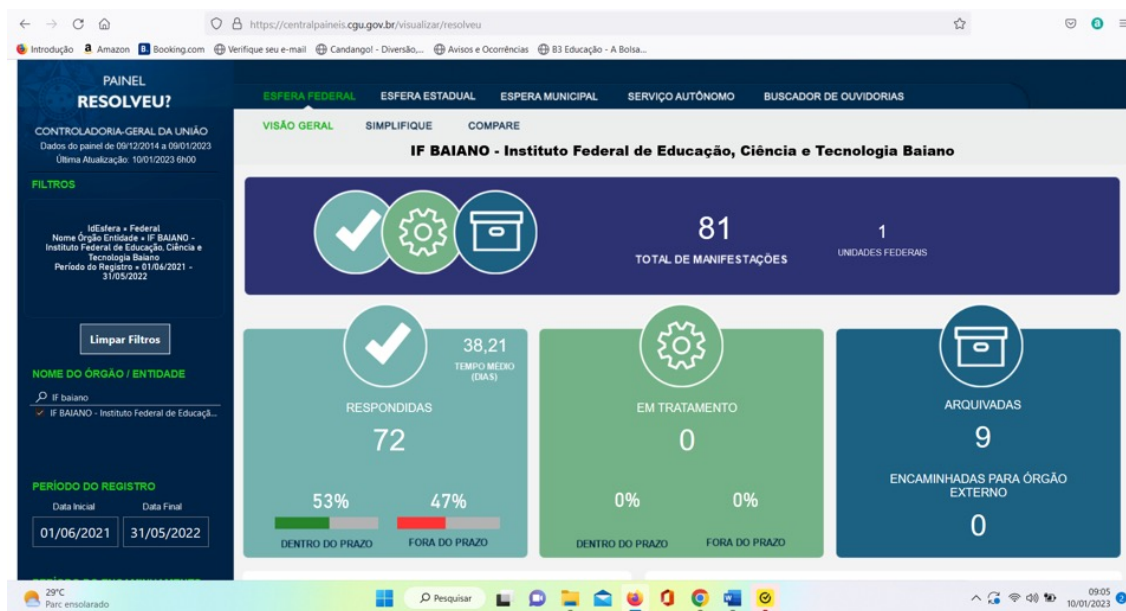 https://centralpaineis.cgu.gov.br/visualizar/resolveu
Introdução
Amazon
Booking.com
Verifique seu e-mail
Candango! - Diversão,...
Avisos e Ocorrências
B3 Educação - A Bolsa...
PAINEL
RESOLVEU?
CONTROLADORIA-GERAL DA UNIÃO
Dados do painel de 09/12/2014 a 09/01/2023
Última Atualização: 10/01/2023 6h00
FILTROS
IdEsfera • Federal
Nome Órgão Entidade • IF BAIANO -
Instituto Federal de Educação, Ciência e
Tecnologia Baiano
Período do Registro • 01/06/2021 -
31/05/2022
Limpar Filtros
NOME DO ÓRGÃO / ENTIDADE
IF baiano
IF BAIANO - Instituto Federal de Educaçã...
PERÍODO DO REGISTRO
Data Inicial
Data Final
01/06/2021
31/05/2022
ESFERA FEDERAL
ESFERA ESTADUAL
ESPERA MUNICIPAL
SERVIÇO AUTÔNOMO
BUSCADOR DE OUVIDORIAS
VISÃO GERAL
SIMPLIFIQUE
COMPARE
IF BAIANO - Instituto Federal de Educação, Ciência e Tecnologia Baiano
81
TOTAL DE MANIFESTAÇÕES
1
UNIDADES FEDERAIS
38,21
TEMPO MÉDIO
(DIAS)
RESPONDIDAS
72
53%
47%
DENTRO DO PRAZO
FORA DO PRAZO
EM TRATAMENTO
0
0%
0%
DENTRO DO PRAZO
FORA DO PRAZO
ARQUIVADAS
9
ENCAMINHADAS PARA ÓRGÃO
EXTERNO
0
29°C
Parc ensolarado
Pesquisar
09:05
10/01/2023
2